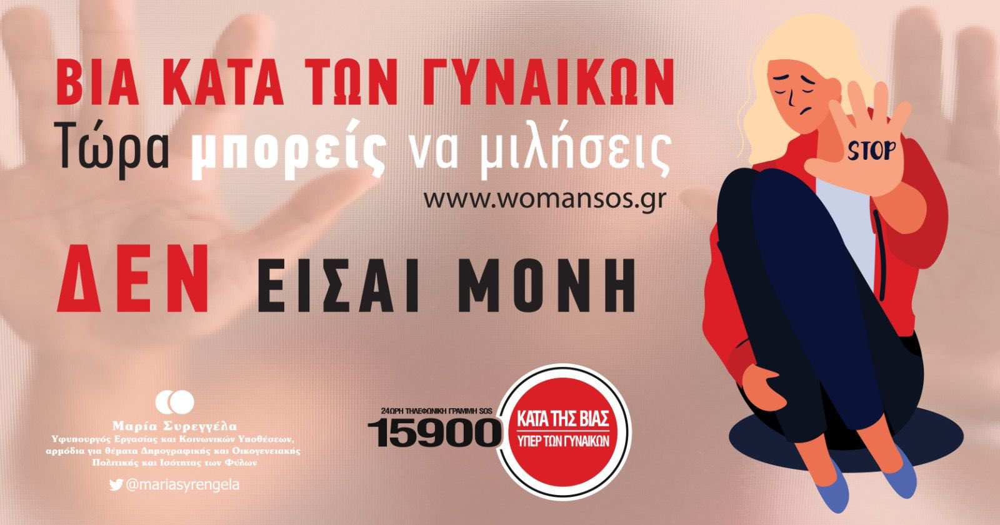 ΒΙΑ ΚΑΤΑ ΤΩΝ ΓΥΝΑΙΚΩΝ
Τώρα μπορείς να μιλήσεις
www.womansos.gr
ΔΕΝ ΕΙΣΑΙ ΜΟΝΗ
STOP
Μαρία Συρεγγέλα
Υφυπουργός Εργασίας και Κοινωνικών Υποθέσεων,
αρμόδια για θέματα Δημογραφικής και Οικογενειακής
Πολιτικής και Ισότητας των Φύλων
@mariasyrengela
24ΩΡΗ ΤΗΛΕΦΩΝΙΚΗ ΓΡΑΜΜΗ SOS
15900
ΚΑΤΑ ΤΗΣ ΒΙΑΣ
ΥΠΕΡ ΤΩΝ ΓΥΝΑΙΚΩΝ